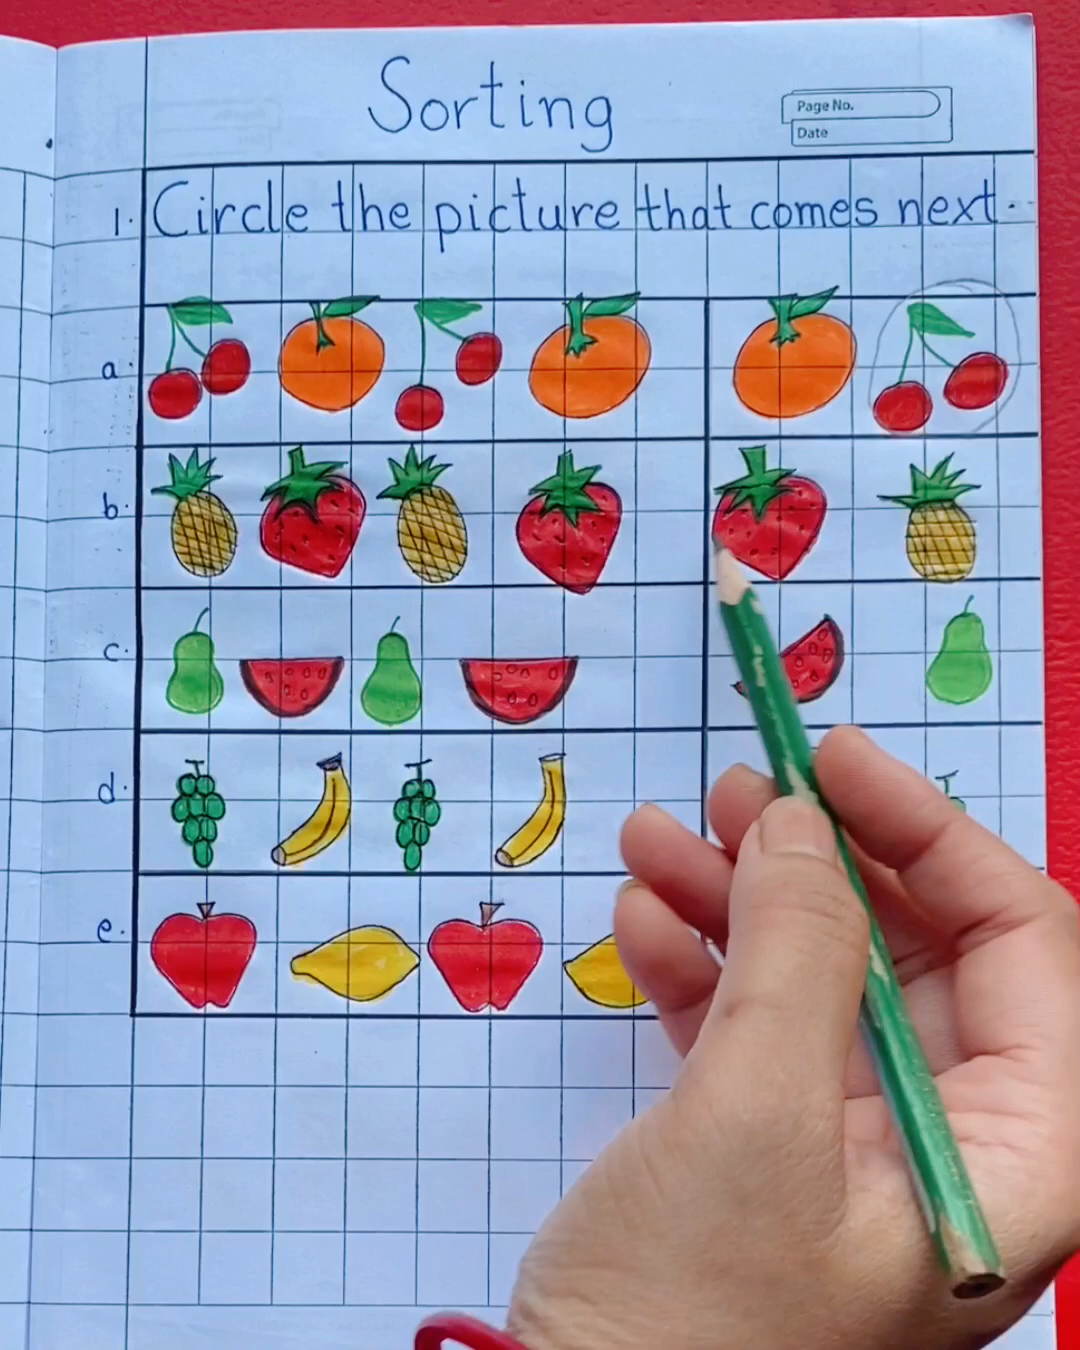 Sorting
Page No.
Date
1. Circle the picture that comes next.
a.
b.
c.
d.
e.